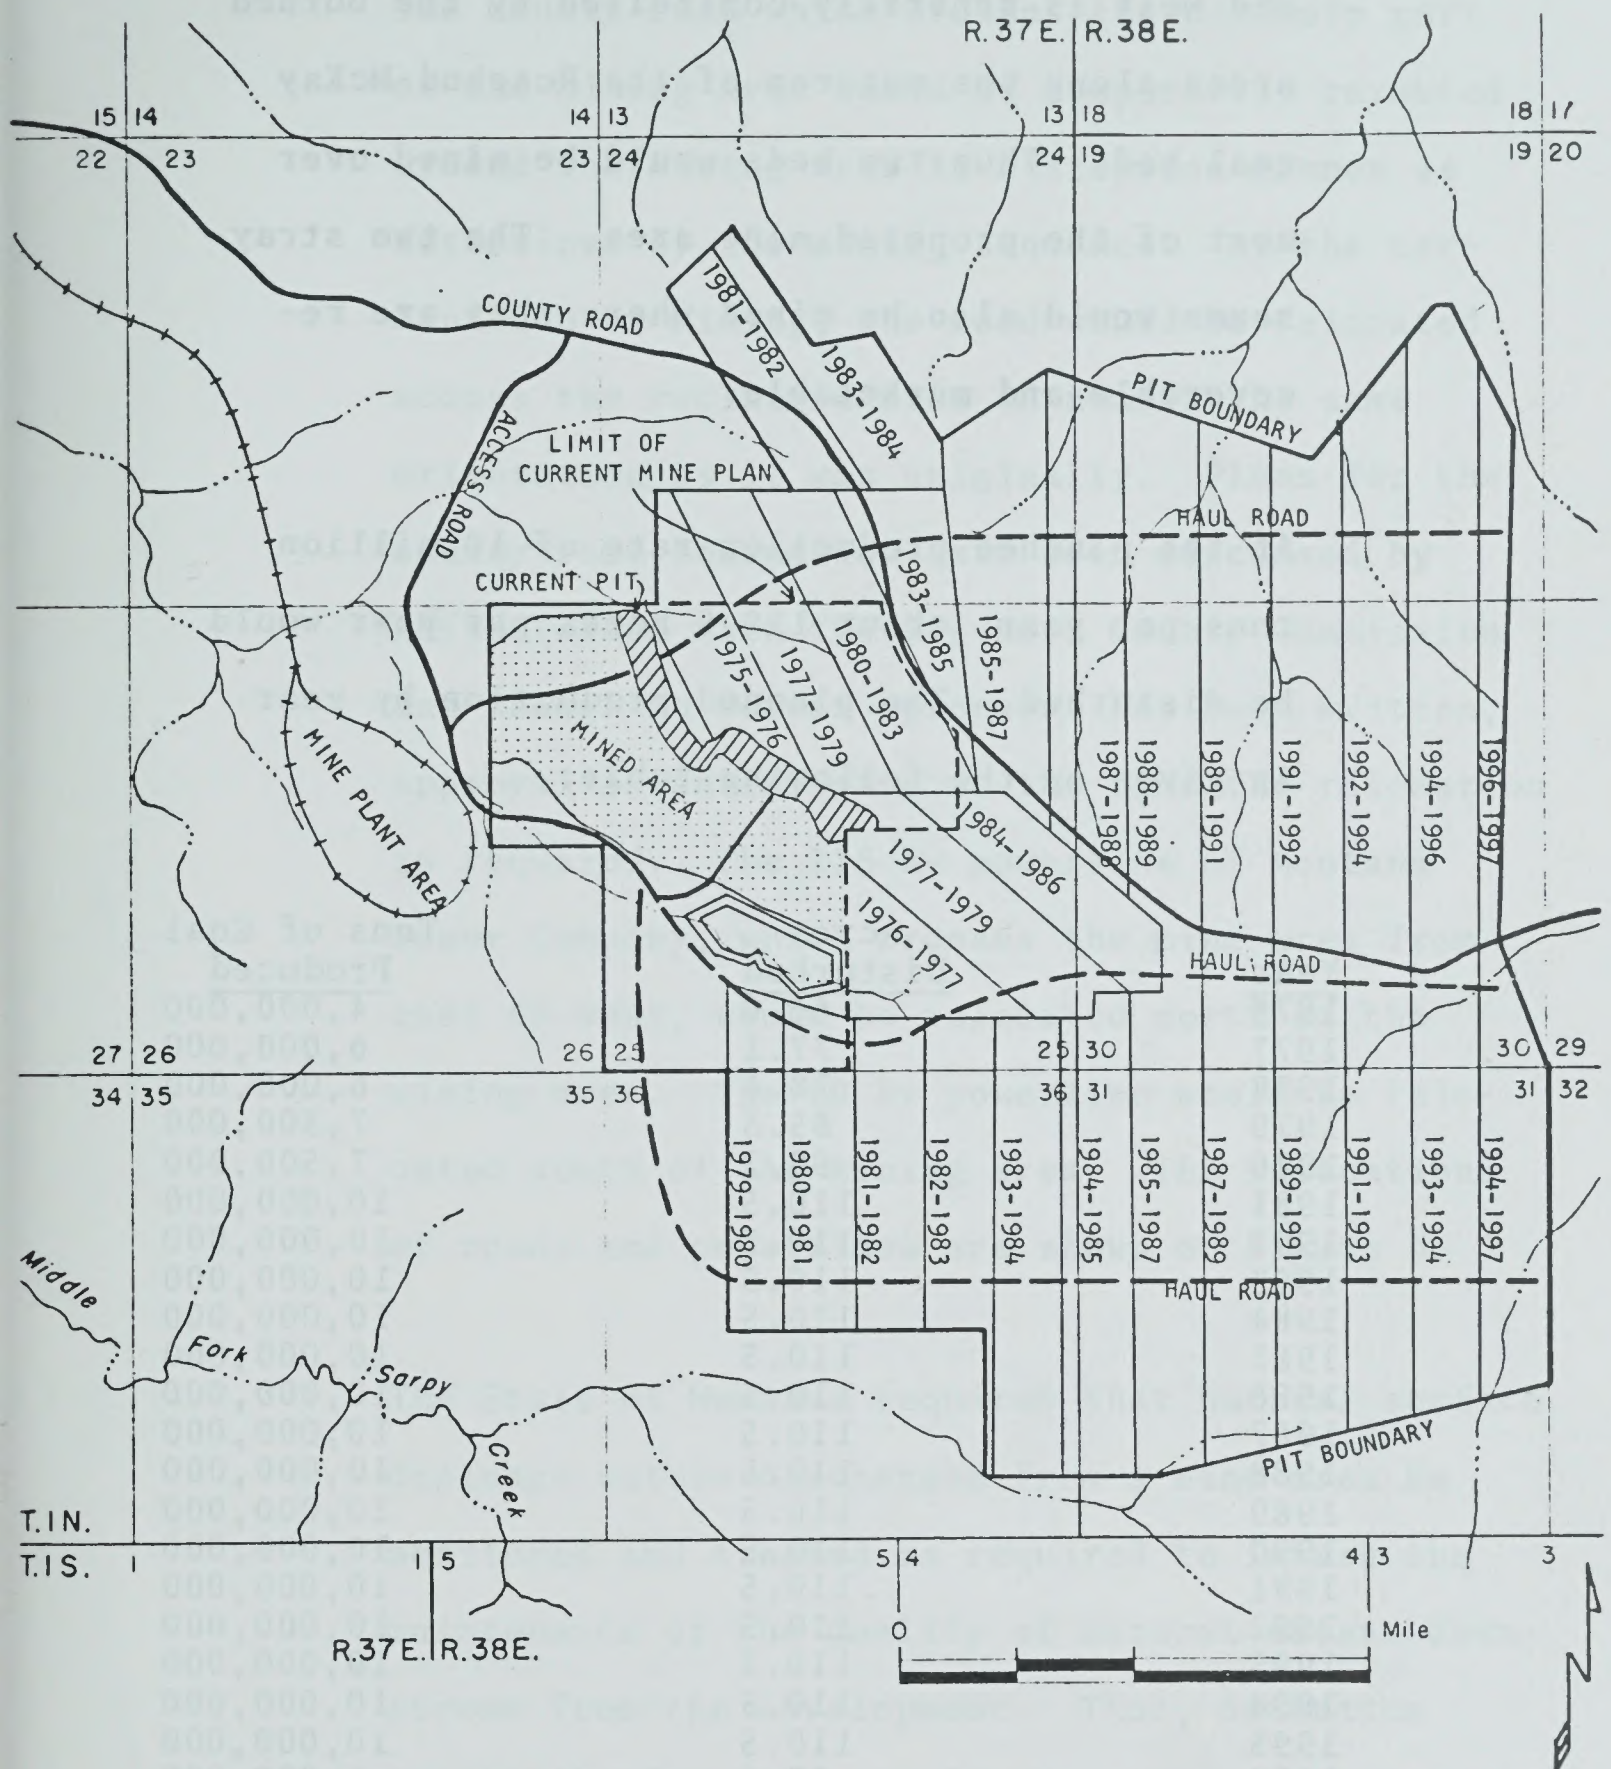 R.37E. R.38E.
15 14
22 23
14 13
23 24
13 18
24 19
18 17
19 20
COUNTY ROAD
1981-1982
1983-1984
PIT BOUNDARY
ACCESS ROAD
LIMIT OF
CURRENT MINE PLAN
HAUL ROAD
CURRENT PIT
1975-1976
1977-1979
1980-1983
1983-1985
1985-1987
MINED AREA
MINE PLANT AREA
1987-1988
1988-1989
1989-1991
1991-1992
1992-1994
1994-1996
1996-1997
1984-1986
1977-1979
1976-1977
HAUL ROAD
27 26
34 35
26 25
35 36
25 30
36 31
30 29
31 32
1979-1980
1980-1981
1981-1982
1982-1983
1983-1984
1984-1985
1985-1987
1987-1989
1989-1991
1991-1993
1993-1994
1994-1997
HAUL ROAD
Middle
Fork
Sarpy
Creek
PIT BOUNDARY
T.1N.
T.1S.
1
1 5
5 4
4 3
3
R.37E. R.38E.
0 1 Mile